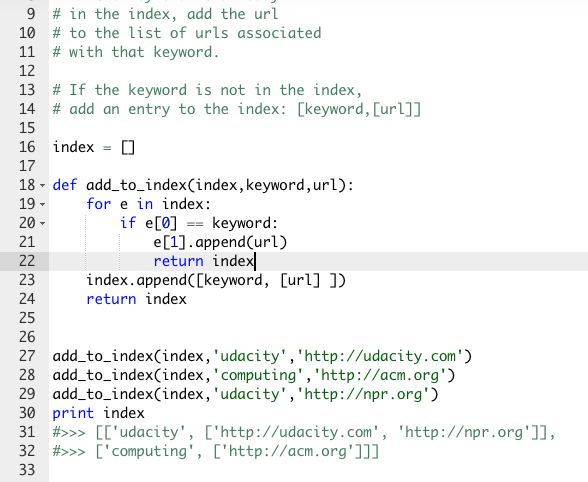 9 # in the index, add the url
10 # to the list of urls associated
11 # with that keyword.
12
13 # If the keyword is not in the index,
14 # add an entry to the index: [keyword,[url]]
15
16 index = []
17
18 def add_to_index(index,keyword,url):
19     for e in index:
20         if e[0] == keyword:
21             e[1].append(url)
22             return index
23     index.append([keyword, [url] ])
24     return index
25
26
27 add_to_index(index,'udacity','http://udacity.com')
28 add_to_index(index,'computing','http://acm.org')
29 add_to_index(index,'udacity','http://npr.org')
30 print index
31 #>>> [['udacity', ['http://udacity.com', 'http://npr.org']],
32 #>>> ['computing', ['http://acm.org']]]
33